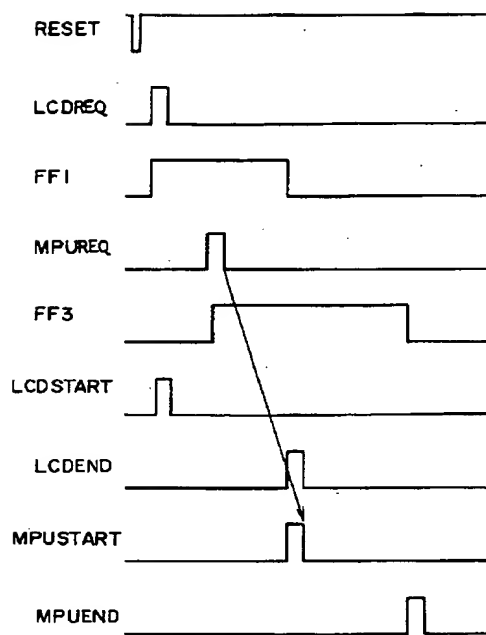 RESET
LCDREQ
FF1
MPUREQ
FF3
LCDSTART
LCDEND
MPUSTART
MPUEND